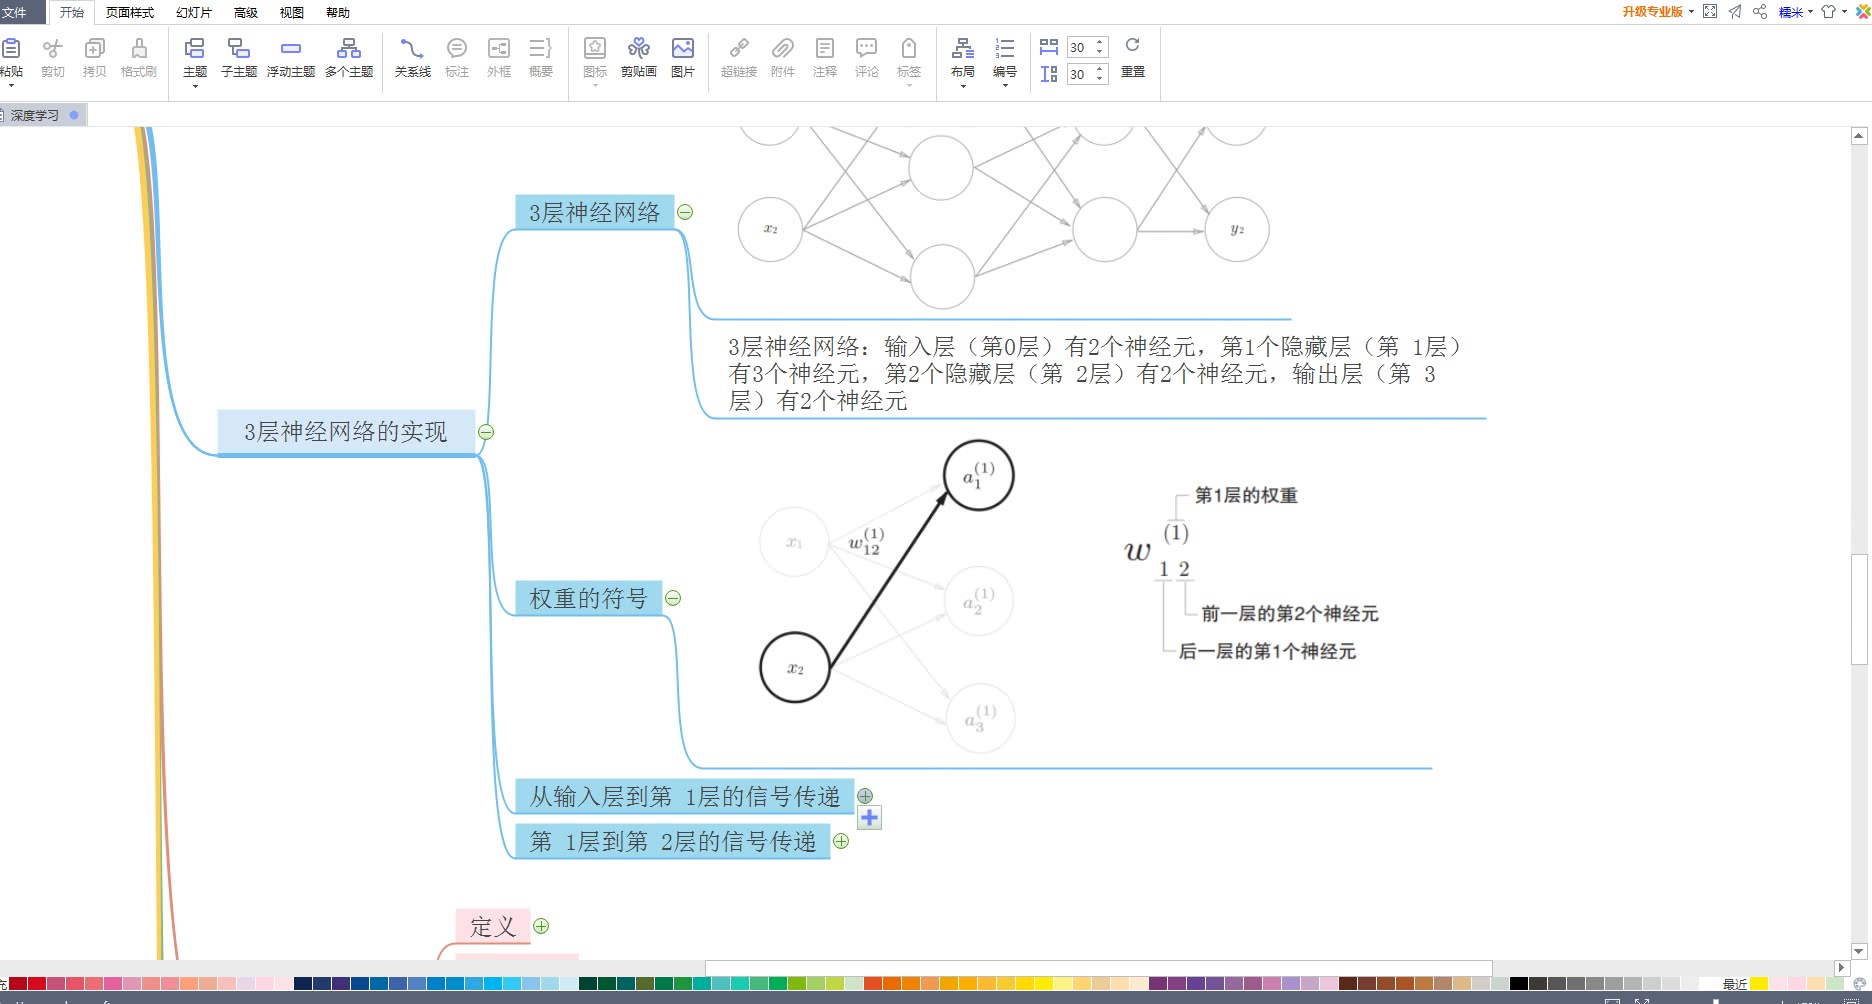 文件 开始 页面样式 幻灯片 高级 视图 帮助 升级专业版 糯米
粘贴 剪切 拷贝 格式刷 主题 子主题 浮动主题 多个主题 关系线 标注 外框 概要 图标 剪贴画 图片 超链接 附件 注释 评论 标签 布局 编号 30 30 重置
深度学习
3层神经网络
x2
y2
3层神经网络：输入层（第0层）有2个神经元，第1个隐藏层（第 1层）
有3个神经元，第2个隐藏层（第 2层）有2个神经元，输出层（第 3
层）有2个神经元
3层神经网络的实现
a1(1)
x1
w12(1)
a2(1)
x2
a3(1)
第1层的权重
w12(1)
前一层的第2个神经元
后一层的第1个神经元
权重的符号
从输入层到第 1层的信号传递
第 1层到第 2层的信号传递
定义
最近